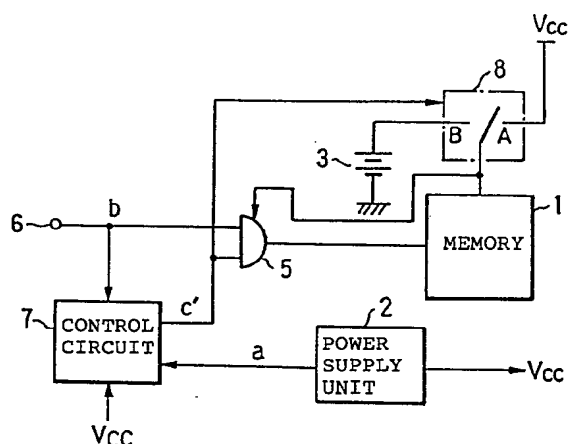 Vcc
8
B
A
3
6
b
5
MEMORY
1
7
CONTROL
CIRCUIT
c'
a
2
POWER
SUPPLY
UNIT
Vcc
Vcc